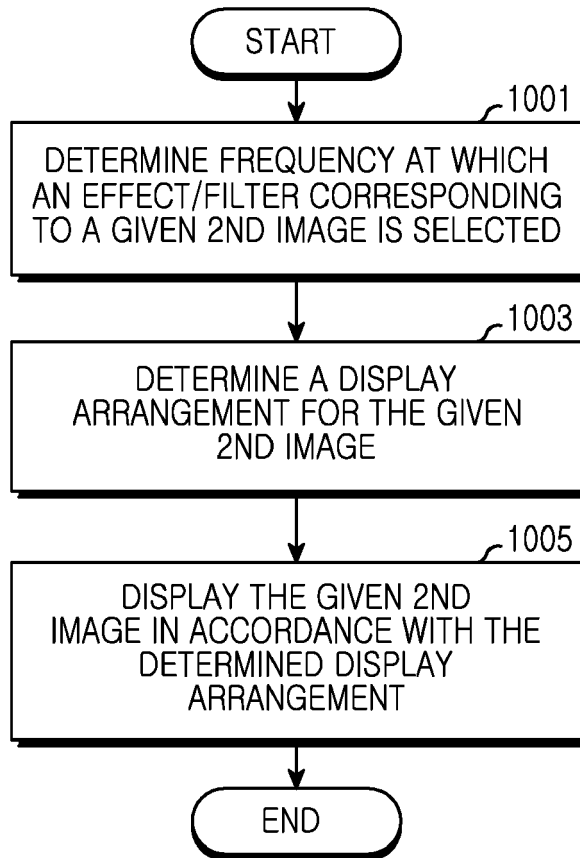 START
1001
DETERMINE FREQUENCY AT WHICH
AN EFFECT/FILTER CORRESPONDING
TO A GIVEN 2ND IMAGE IS SELECTED
1003
DETERMINE A DISPLAY
ARRANGEMENT FOR THE GIVEN
2ND IMAGE
1005
DISPLAY THE GIVEN 2ND
IMAGE IN ACCORDANCE WITH THE
DETERMINED DISPLAY
ARRANGEMENT
END